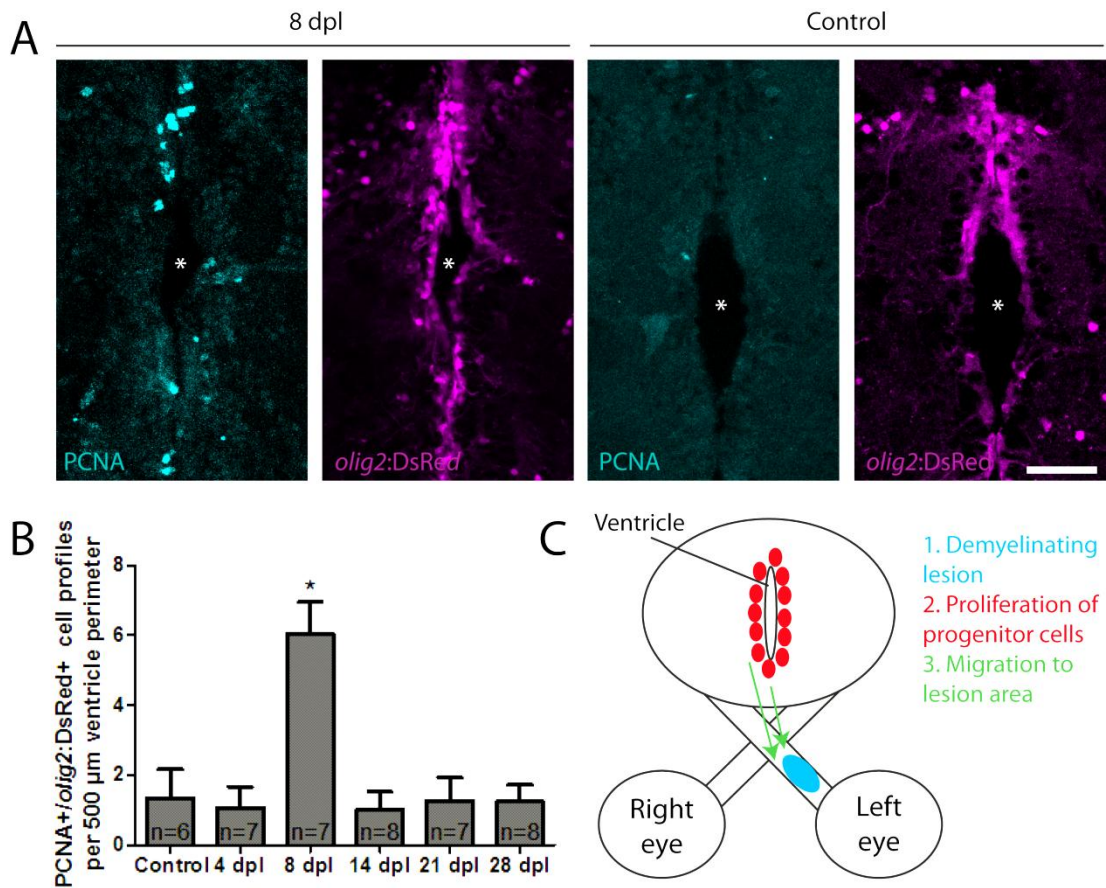 A
8 dpl
Control
*
*
*
*
PCNA
olig2:DsRed
PCNA
olig2:DsRed
B
PCNA+/olig2:DsRed+ cell profiles
per 500 µm ventricle perimeter
8
6
4
2
0
*
n=6 n=7 n=7 n=8 n=7 n=8
Control 4 dpl 8 dpl 14 dpl 21 dpl 28 dpl
C
Ventricle
1. Demyelinating
lesion
2. Proliferation of
progenitor cells
3. Migration to
lesion area
Right
eye
Left
eye